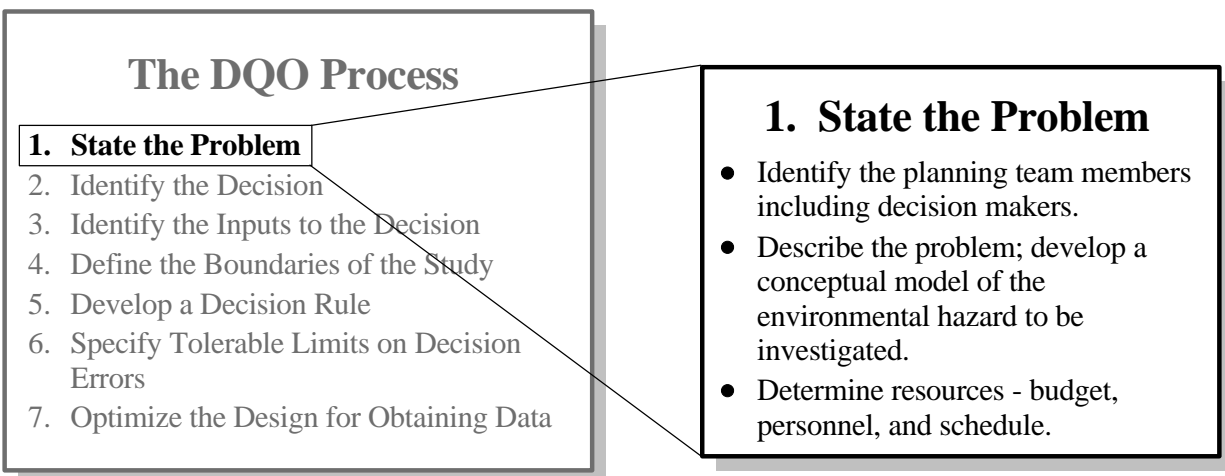 The DQO Process
1. State the Problem
2. Identify the Decision
3. Identify the Inputs to the Decision
4. Define the Boundaries of the Study
5. Develop a Decision Rule
6. Specify Tolerable Limits on Decision
Errors
7. Optimize the Design for Obtaining Data
1. State the Problem
• Identify the planning team members
including decision makers.
• Describe the problem; develop a
conceptual model of the
environmental hazard to be
investigated.
• Determine resources - budget,
personnel, and schedule.